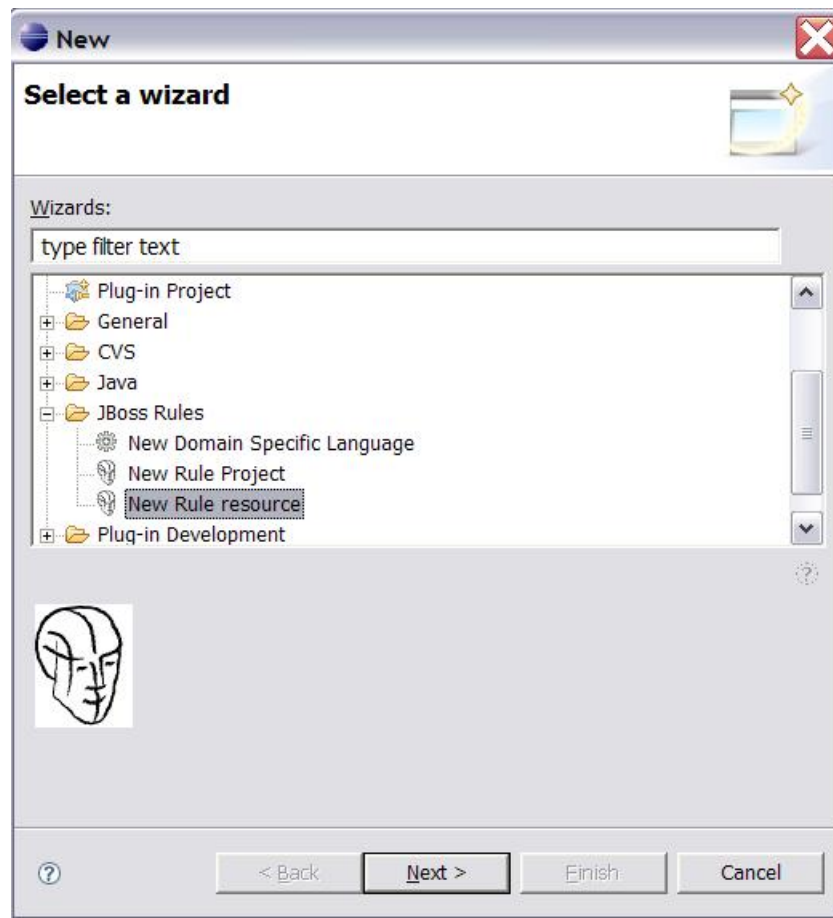 New
Select a wizard
Wizards:
type filter text
Plug-in Project
General
CVS
Java
JBoss Rules
New Domain Specific Language
New Rule Project
New Rule resource
Plug-in Development
< Back Next > Finish Cancel